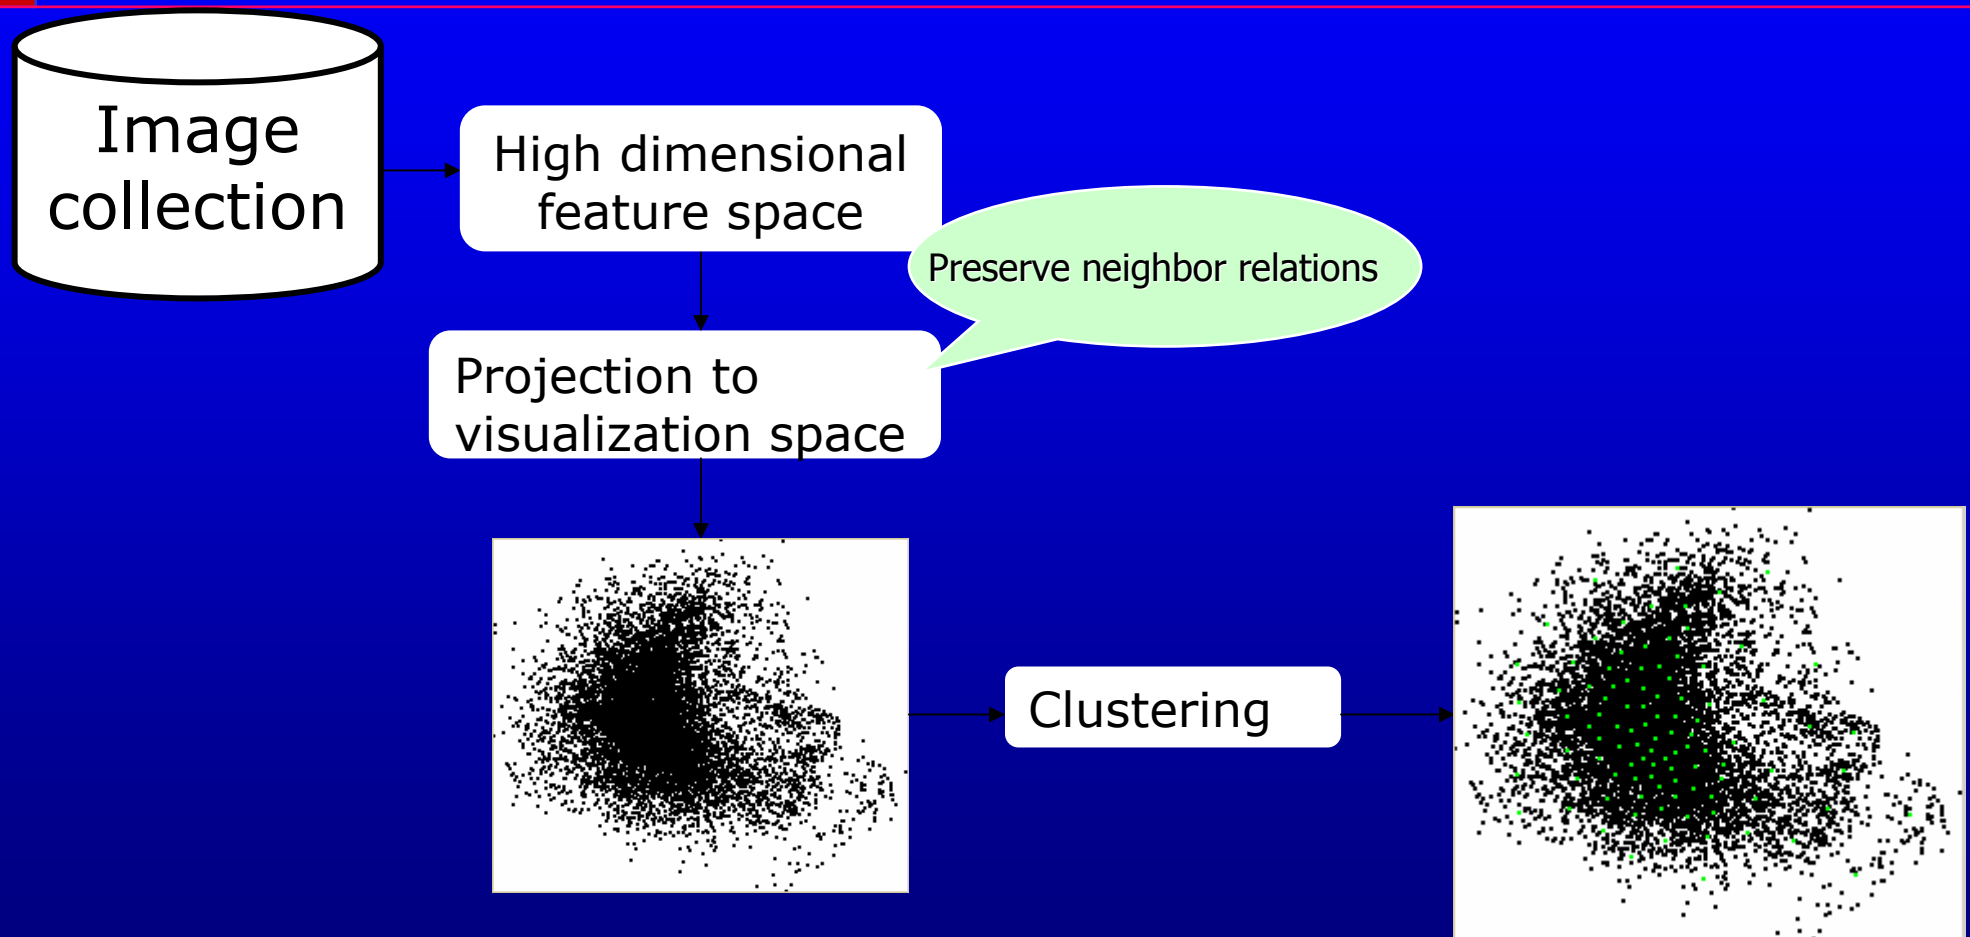 Image
collection
High dimensional
feature space
Preserve neighbor relations
Projection to
visualization space
Clustering